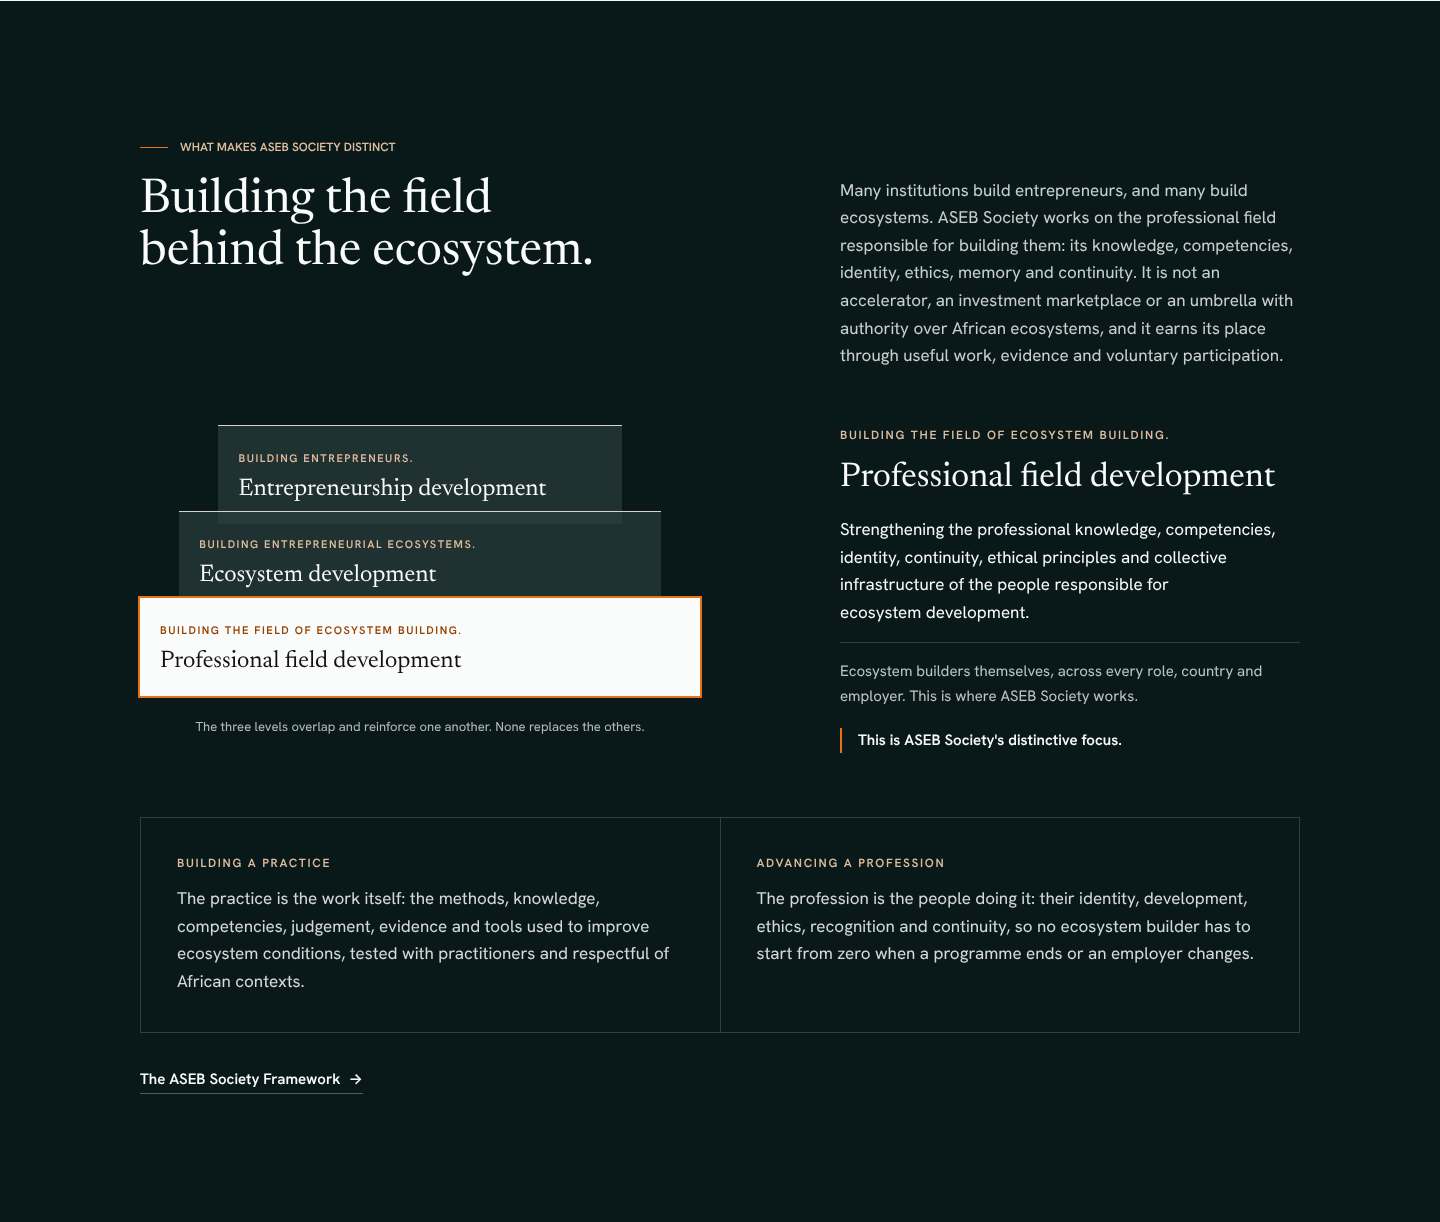 WHAT MAKES ASEB SOCIETY DISTINCT
Building the field
behind the ecosystem.
Many institutions build entrepreneurs, and many build
ecosystems. ASEB Society works on the professional field
responsible for building them: its knowledge, competencies,
identity, ethics, memory and continuity. It is not an
accelerator, an investment marketplace or an umbrella with
authority over African ecosystems, and it earns its place
through useful work, evidence and voluntary participation.
BUILDING ENTREPRENEURS.
Entrepreneurship development
BUILDING ENTREPRENEURIAL ECOSYSTEMS.
Ecosystem development
BUILDING THE FIELD OF ECOSYSTEM BUILDING.
Professional field development
The three levels overlap and reinforce one another. None replaces the others.
BUILDING THE FIELD OF ECOSYSTEM BUILDING.
Professional field development
Strengthening the professional knowledge, competencies,
identity, continuity, ethical principles and collective
infrastructure of the people responsible for
ecosystem development.
Ecosystem builders themselves, across every role, country and
employer. This is where ASEB Society works.
This is ASEB Society's distinctive focus.
BUILDING A PRACTICE
The practice is the work itself: the methods, knowledge,
competencies, judgement, evidence and tools used to improve
ecosystem conditions, tested with practitioners and respectful of
African contexts.
ADVANCING A PROFESSION
The profession is the people doing it: their identity, development,
ethics, recognition and continuity, so no ecosystem builder has to
start from zero when a programme ends or an employer changes.
The ASEB Society Framework →